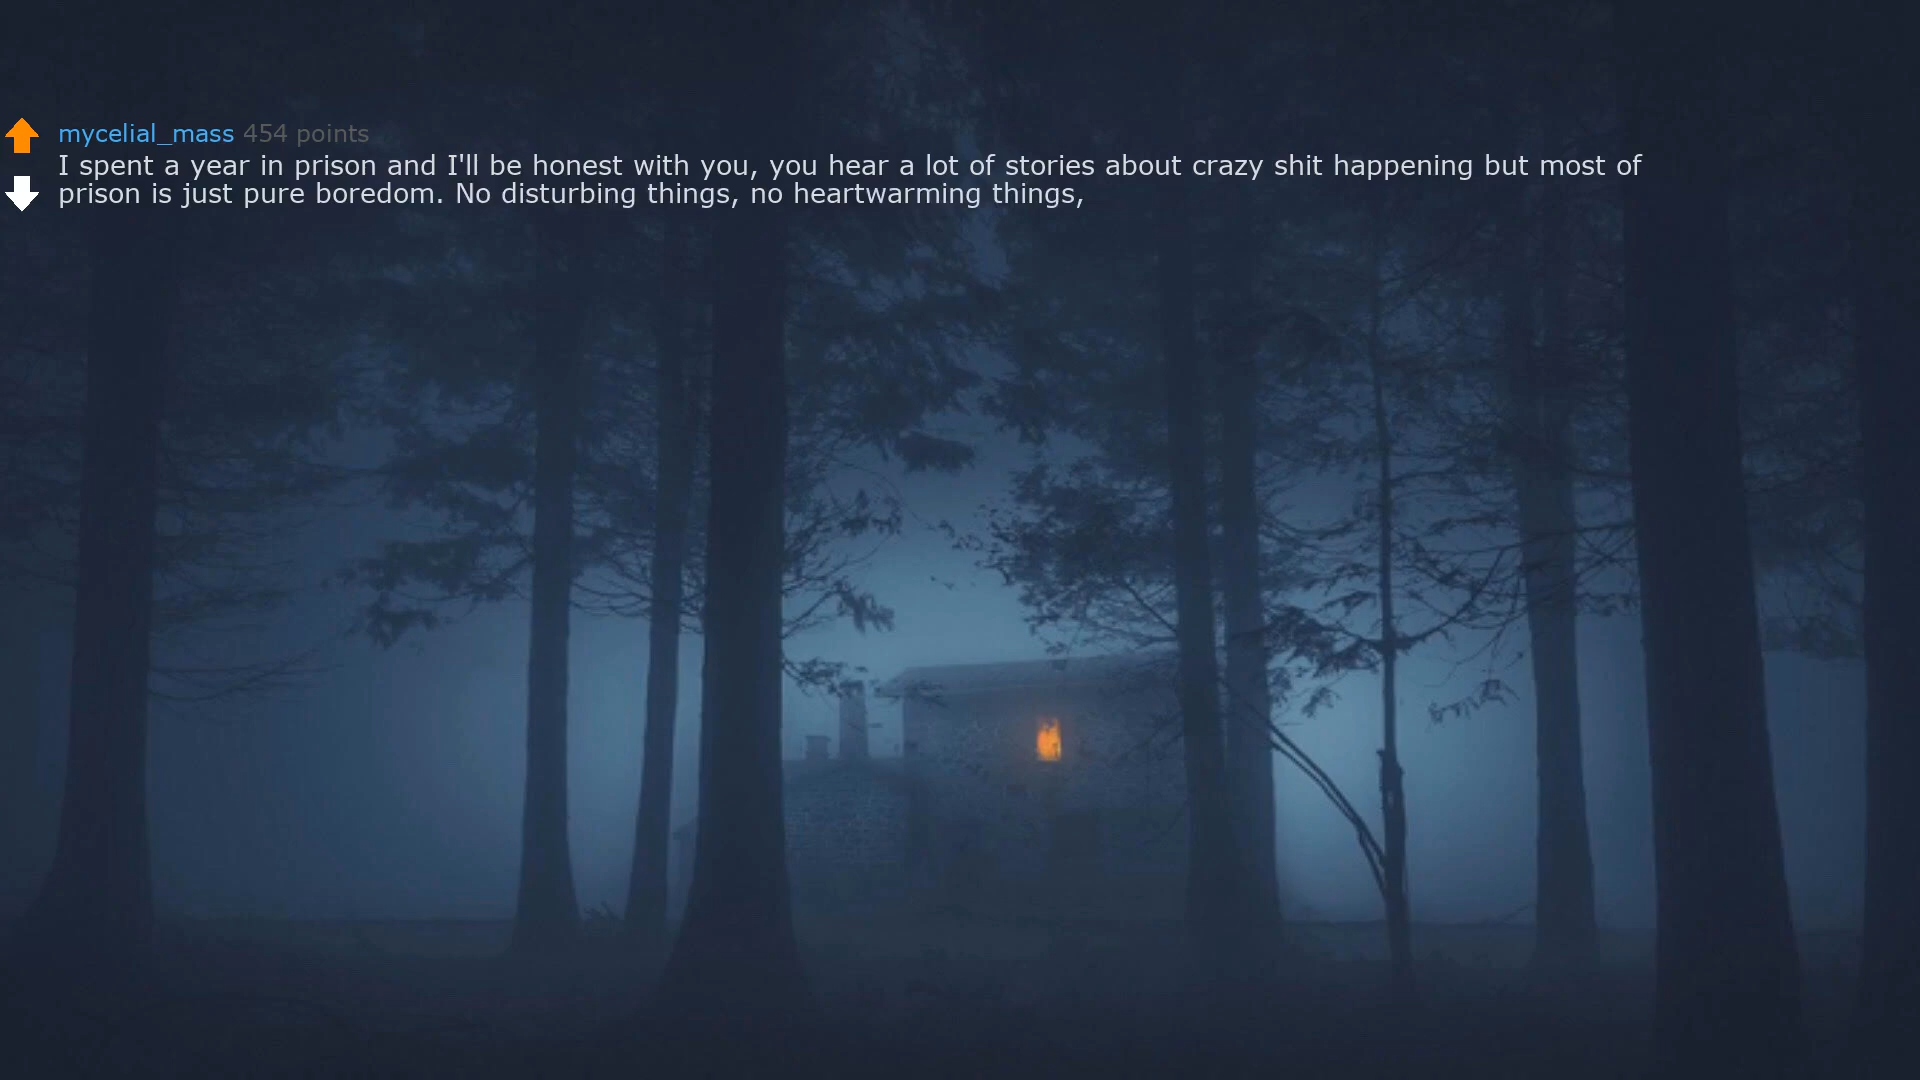 mycelial_mass 454 points
I spent a year in prison and I'll be honest with you, you hear a lot of stories about crazy shit happening but most of
prison is just pure boredom. No disturbing things, no heartwarming things,